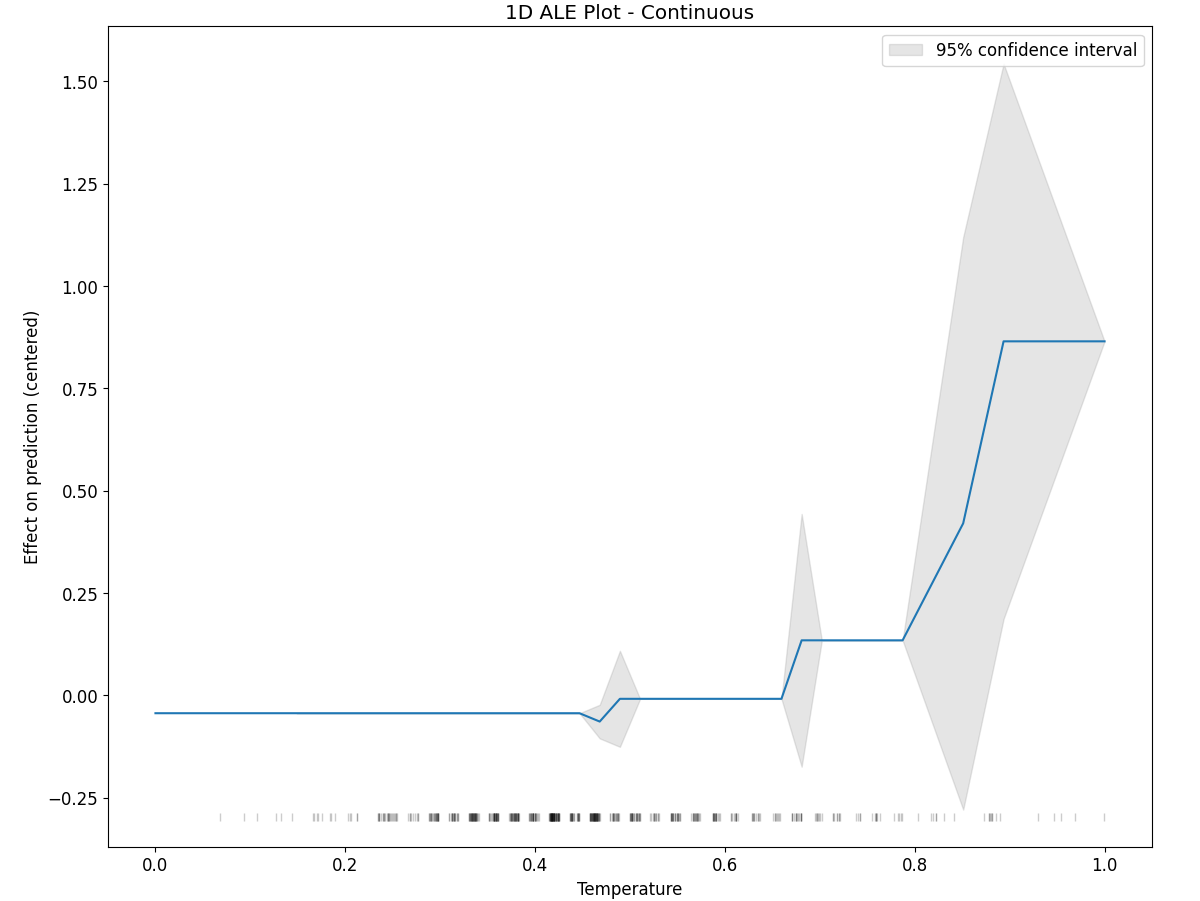 1D ALE Plot - Continuous
95% confidence interval
1.50
1.25
1.00
0.75
0.50
0.25
0.00
−0.25
Effect on prediction (centered)
0.0 0.2 0.4 0.6 0.8 1.0
Temperature